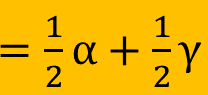 = 1/2 α + 1/2 γ